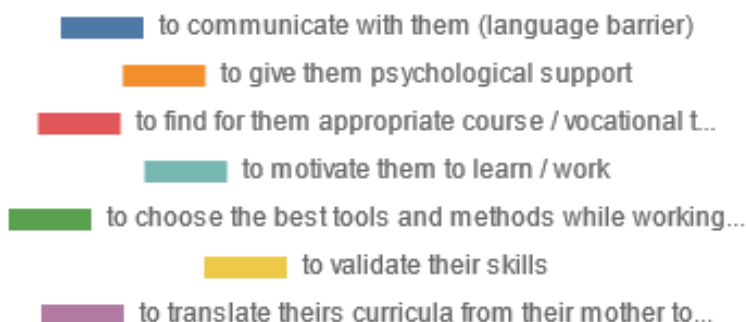 to communicate with them (language barrier)
to give them psychological support
to find for them appropriate course / vocational t...
to motivate them to learn / work
to choose the best tools and methods while working...
to validate their skills
to translate theirs curricula from their mother to...